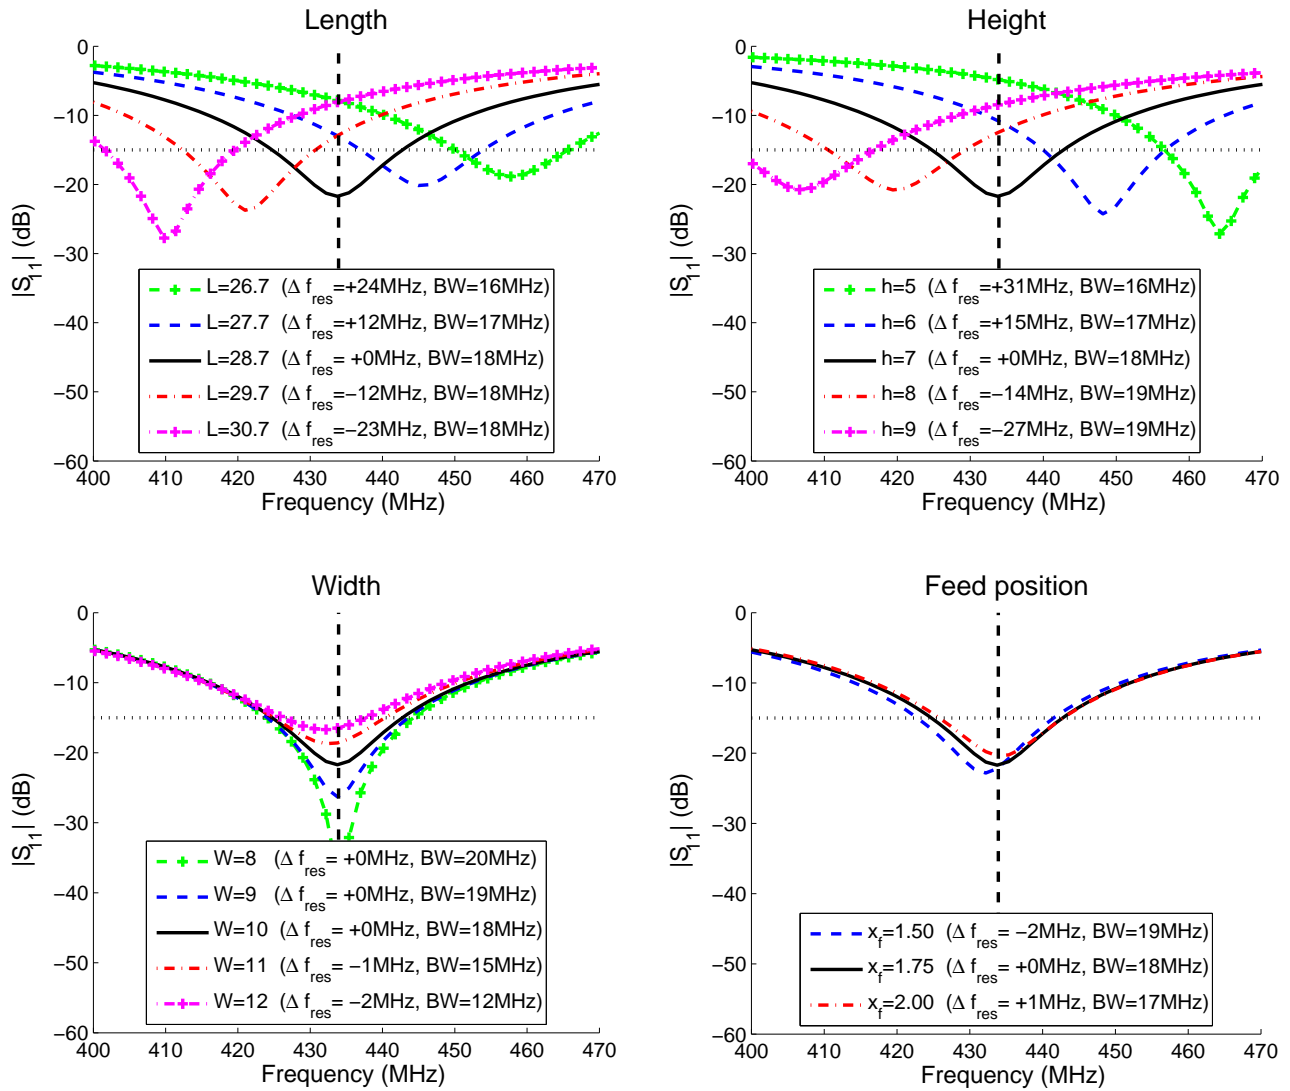 Length
0
−10
−20
−30
−40
−50
−60
|S11| (dB)
L=26.7 (Δ fres=+24MHz, BW=16MHz)
L=27.7 (Δ fres=+12MHz, BW=17MHz)
L=28.7 (Δ fres= +0MHz, BW=18MHz)
L=29.7 (Δ fres=−12MHz, BW=18MHz)
L=30.7 (Δ fres=−23MHz, BW=18MHz)
400 410 420 430 440 450 460 470
Frequency (MHz)
Height
0
−10
−20
−30
−40
−50
−60
|S11| (dB)
h=5 (Δ fres=+31MHz, BW=16MHz)
h=6 (Δ fres=+15MHz, BW=17MHz)
h=7 (Δ fres= +0MHz, BW=18MHz)
h=8 (Δ fres=−14MHz, BW=19MHz)
h=9 (Δ fres=−27MHz, BW=19MHz)
400 410 420 430 440 450 460 470
Frequency (MHz)
Width
0
−10
−20
−30
−40
−50
−60
|S11| (dB)
W=8 (Δ fres= +0MHz, BW=20MHz)
W=9 (Δ fres= +0MHz, BW=19MHz)
W=10 (Δ fres= +0MHz, BW=18MHz)
W=11 (Δ fres= −1MHz, BW=15MHz)
W=12 (Δ fres= −2MHz, BW=12MHz)
400 410 420 430 440 450 460 470
Frequency (MHz)
Feed position
0
−10
−20
−30
−40
−50
−60
|S11| (dB)
xf=1.50 (Δ fres= −2MHz, BW=19MHz)
xf=1.75 (Δ fres= +0MHz, BW=18MHz)
xf=2.00 (Δ fres= +1MHz, BW=17MHz)
400 410 420 430 440 450 460 470
Frequency (MHz)